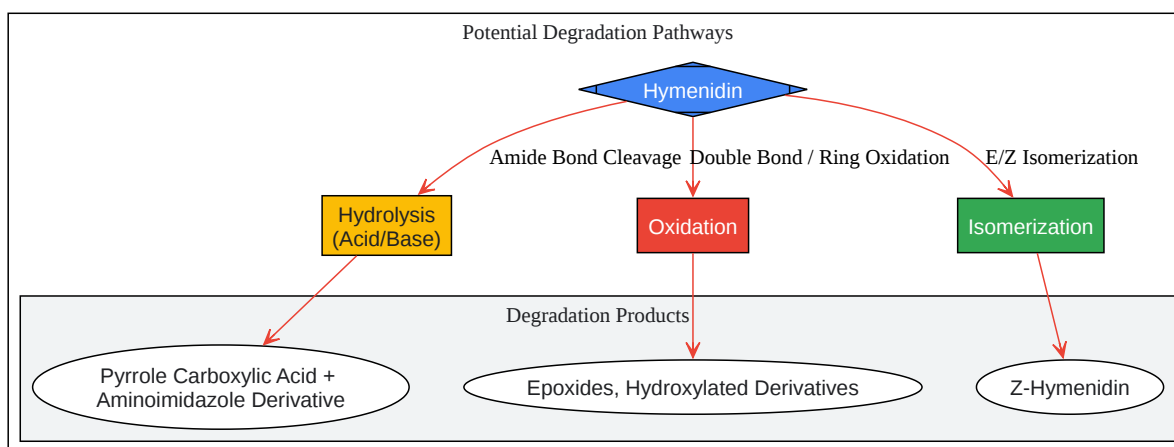 Potential Degradation Pathways
Hymenidin
Amide Bond Cleavage
Double Bond / Ring Oxidation
E/Z Isomerization
Hydrolysis
(Acid/Base)
Oxidation
Isomerization
Degradation Products
Pyrrole Carboxylic Acid +
Aminoimidazole Derivative
Epoxides, Hydroxylated Derivatives
Z-Hymenidin